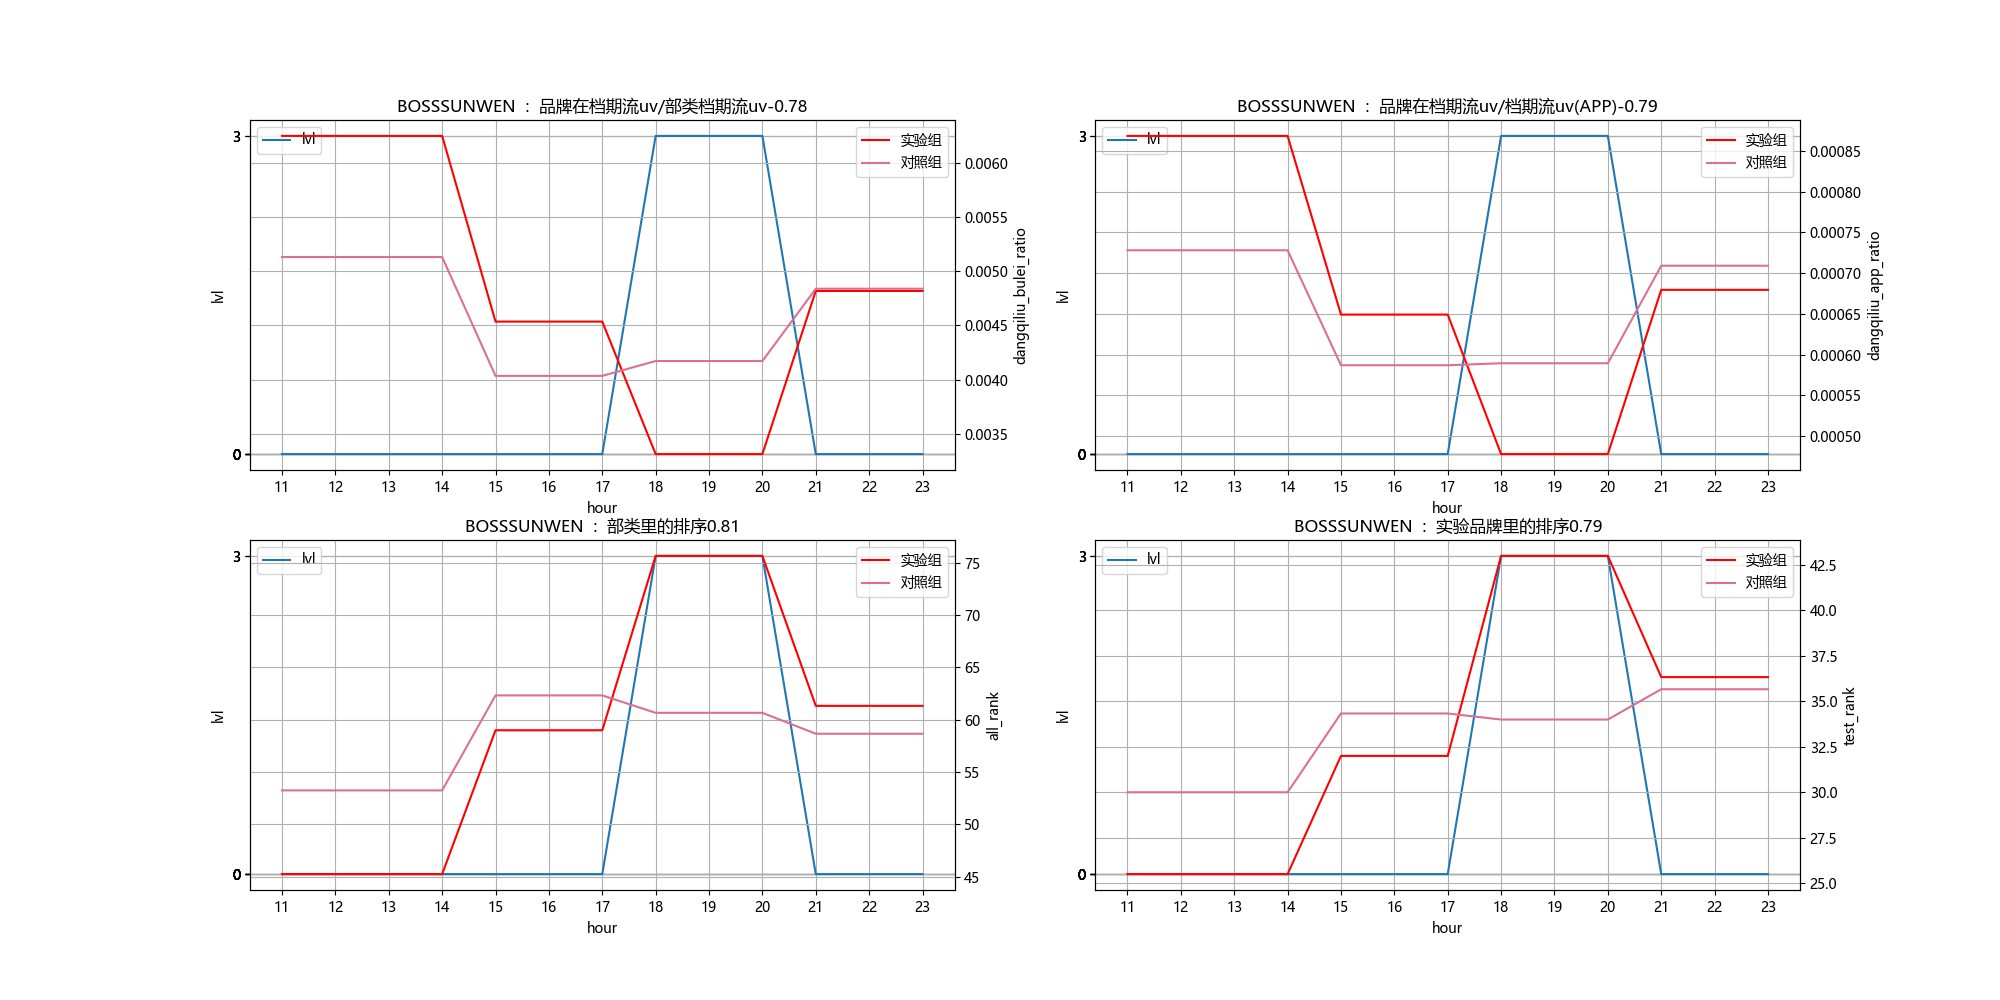 BOSSSUNWEN ： 品牌在档期流uv/部类档期流uv-0.78
lvl
实验组
对照组
3
0
lvl
0.0060
0.0055
0.0050
0.0045
0.0040
0.0035
dangqiliu_bulei_ratio
11 12 13 14 15 16 17 18 19 20 21 22 23
hour
BOSSSUNWEN ： 品牌在档期流uv/档期流uv(APP)-0.79
lvl
实验组
对照组
3
0
lvl
0.00085
0.00080
0.00075
0.00070
0.00065
0.00060
0.00055
0.00050
dangqiliu_app_ratio
11 12 13 14 15 16 17 18 19 20 21 22 23
hour
BOSSSUNWEN ： 部类里的排序0.81
lvl
实验组
对照组
3
0
lvl
75
70
65
60
55
50
45
all_rank
11 12 13 14 15 16 17 18 19 20 21 22 23
hour
BOSSSUNWEN ： 实验品牌里的排序0.79
lvl
实验组
对照组
3
0
lvl
42.5
40.0
37.5
35.0
32.5
30.0
27.5
25.0
test_rank
11 12 13 14 15 16 17 18 19 20 21 22 23
hour